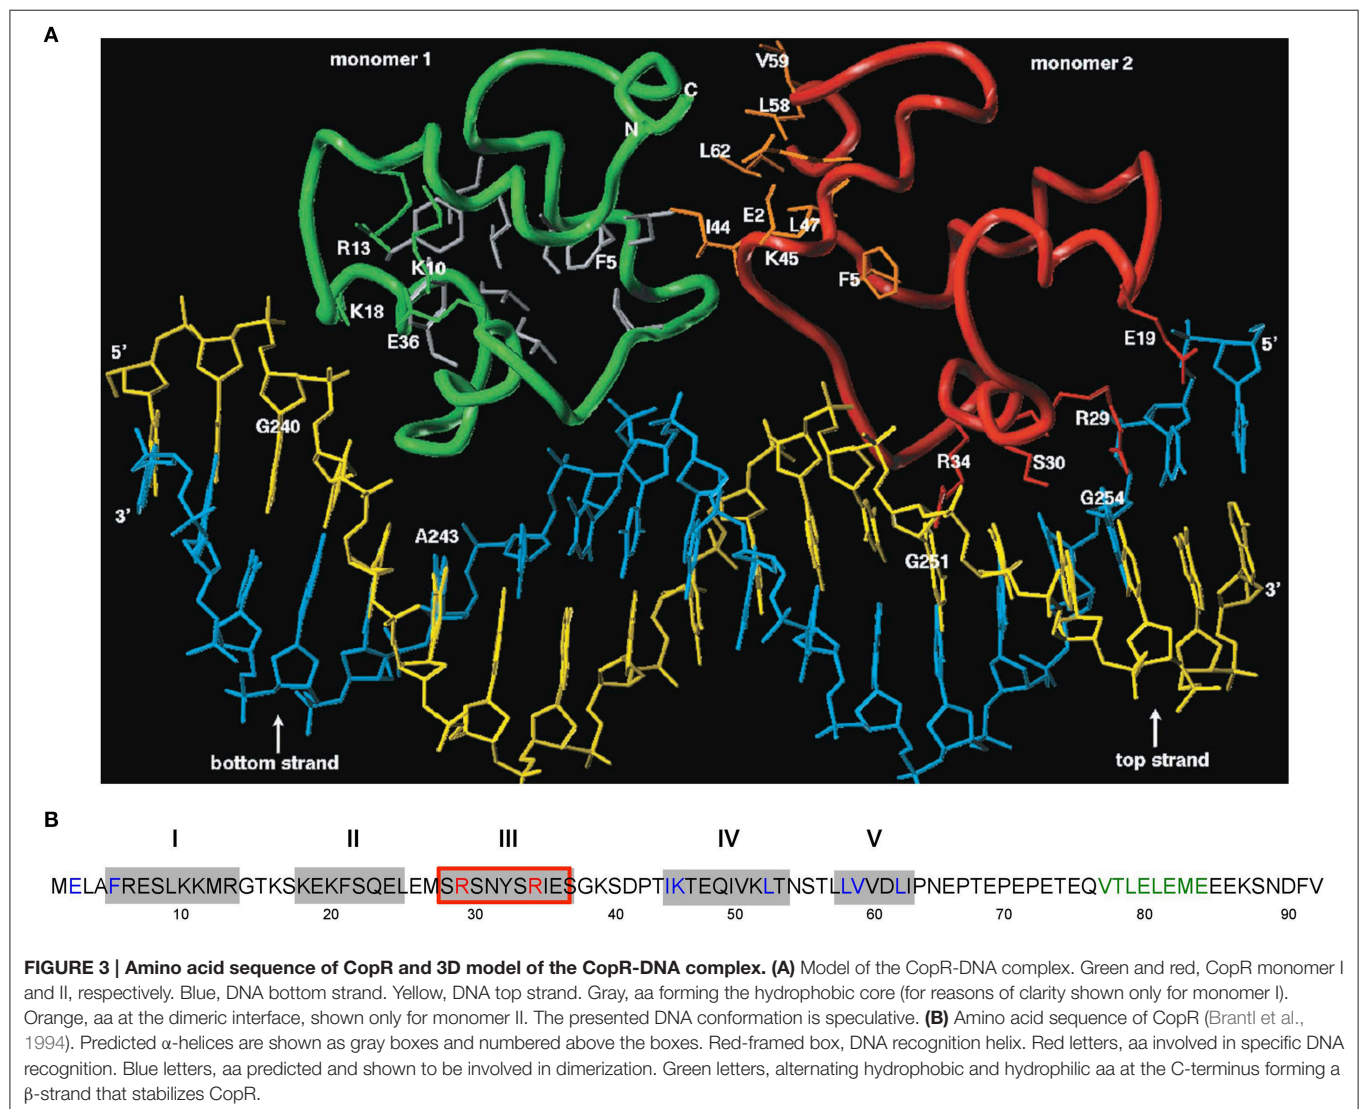 A
monomer 1
monomer 2
V59
C
L58
N
L62
E2
L47
I44
R13
K45
F5
K10
F5
K18
E36
E19
5'
5'
G240
R29
R34
S30
G254
3'
A243
G251
3'
bottom strand
top strand
B
I II III IV V
MELAFRESLKKMRGTKSKEKFSQELEMSRSNYSRIESGKSDPTIKTEQIVKLTNSTLLVVDLIPNEPTEPEPETEQVTLELEMEEEKSNDFV
10 20 30 40 50 60 70 80 90
FIGURE 3 | Amino acid sequence of CopR and 3D model of the CopR-DNA complex. (A) Model of the CopR-DNA complex. Green and red, CopR monomer I
and II, respectively. Blue, DNA bottom strand. Yellow, DNA top strand. Gray, aa forming the hydrophobic core (for reasons of clarity shown only for monomer I).
Orange, aa at the dimeric interface, shown only for monomer II. The presented DNA conformation is speculative. (B) Amino acid sequence of CopR (Brantl et al.,
1994). Predicted α-helices are shown as gray boxes and numbered above the boxes. Red-framed box, DNA recognition helix. Red letters, aa involved in specific DNA
recognition. Blue letters, aa predicted and shown to be involved in dimerization. Green letters, alternating hydrophobic and hydrophilic aa at the C-terminus forming a
β-strand that stabilizes CopR.